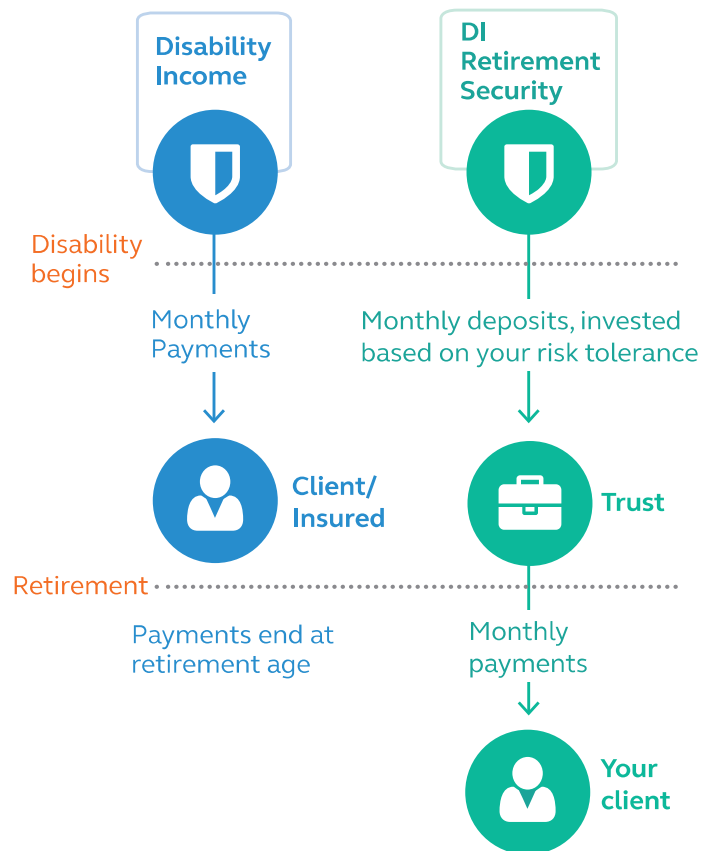 Disability
Income
DI
Retirement
Security
Disability
begins
Monthly
Payments
Monthly deposits, invested
based on your risk tolerance
Client/
Insured
Trust
Retirement
Payments end at
retirement age
Monthly
payments
Your
client